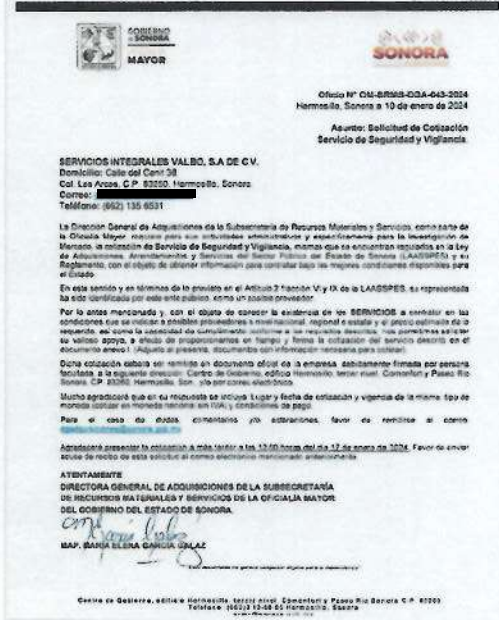 GOBIERNO
DE SONORA
MAYOR
SONORA
Oficio N° OM-SRMS-DGA-043-2024
Hermosillo, Sonora a 10 de enero de 2024
Asunto: Solicitud de Cotización
Servicio de Seguridad y Vigilancia.
SERVICIOS INTEGRALES VALBO, S.A DE C.V.
Domicilio: Calle del Cenit 38
Col. Los Arcos, C.P. 83250, Hermosillo, Sonora
Correo:
Teléfono: (662) 135 6531
La Dirección General de Adquisiciones de la Subsecretaría de Recursos Materiales y Servicios, como parte de
la Oficialía Mayor, requiere para sus actividades administrativas y específicamente para la Investigación de
Mercado, la cotización de Servicio de Seguridad y Vigilancia, mismas que se encuentran regulados en la Ley
de Adquisiciones, Arrendamientos y Servicios del Sector Público del Estado de Sonora (LAASSPES) y su
Reglamento, con el objeto de obtener información para contratar bajo las mejores condiciones disponibles para
el Estado
En este sentido y en términos de lo previsto en el Artículo 2 fracción VI y IX de la LAASSPES, su representada
ha sido identificada por este ente público, como un posible proveedor.
Por lo antes mencionado y, con el objeto de conocer la existencia de los SERVICIOS a contratar en las
condiciones que se indican a posibles proveedores a nivel nacional, regional o estatal y el precio estimado de lo
requerido, así como la capacidad de cumplimiento conforme a los requisitos descritos, nos permitimos solicitar
su valioso apoyo, a efecto de proporcionarnos en tiempo y forma la cotización del servicio descrito en el
documento anexo I. (Adjunto al presente, documentos con información necesaria para cotizar).
Dicha cotización deberá ser remitida en documento oficial de la empresa, debidamente firmada por persona
facultada, a la siguiente dirección: Centro de Gobierno, edificio Hermosillo, tercer nivel, Comonfort y Paseo Río
Sonora, C.P. 83280, Hermosillo, Son. y/o por correo electrónico.
Mucho agradeceré que en su respuesta se incluya: Lugar y fecha de cotización y vigencia de la misma, tipo de
moneda (cotizar en moneda nacional, sin IVA) y condiciones de pago.
Para el caso de dudas, comentarios y/o aclaraciones, favor de remitirse al correo
Agradeceré presentar la cotización a más tardar a las 12:00 horas del día 12 de enero de 2024. Favor de enviar
acuse de recibo de esta solicitud al correo electrónico mencionado anteriormente.
ATENTAMENTE
DIRECTORA GENERAL DE ADQUISICIONES DE LA SUBSECRETARÍA
DE RECURSOS MATERIALES Y SERVICIOS DE LA OFICIALÍA MAYOR
DEL GOBIERNO DEL ESTADO DE SONORA.
MAP. MARÍA ELENA GARCÍA GALAZ
Centro de Gobierno, edificio Hermosillo, tercer nivel, Comonfort y Paseo Río Sonora C.P. 83280
Hermosillo, Sonora